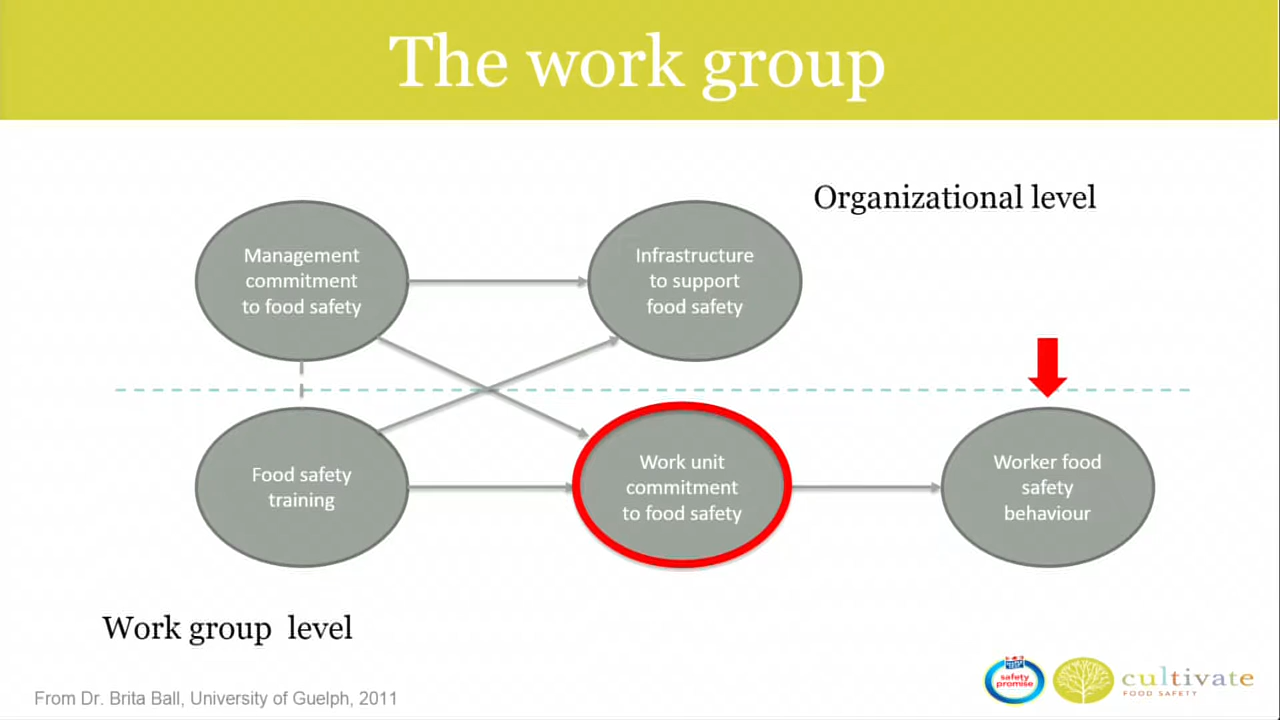 The work group
Organizational level
Management
commitment
to food safety
Infrastructure
to support
food safety
Food safety
training
Work unit
commitment
to food safety
Worker food
safety
behaviour
Work group level
safety
promise
cultivate
FOOD SAFETY
From Dr. Brita Ball, University of Guelph, 2011